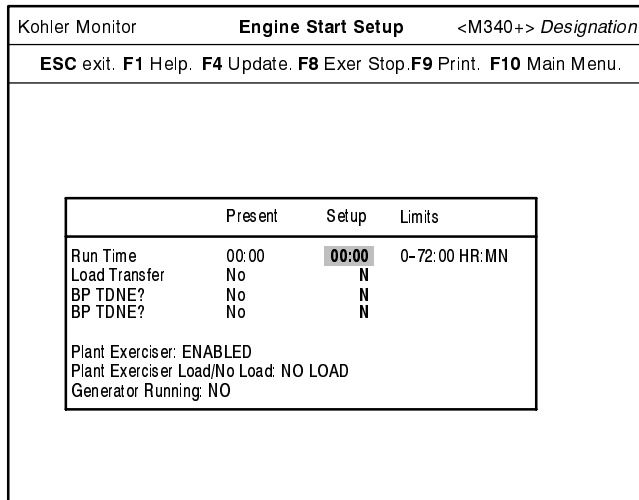 Kohler Monitor Engine Start Setup <M340+> Designation
ESC exit. F1 Help. F4 Update. F8 Exer Stop.F9 Print. F10 Main Menu.
Present Setup Limits
Run Time 00:00 00:00 0–72:00 HR:MN
Load Transfer No N
BP TDNE? No N
BP TDNE? No N
Plant Exerciser: ENABLED
Plant Exerciser Load/No Load: NO LOAD
Generator Running: NO